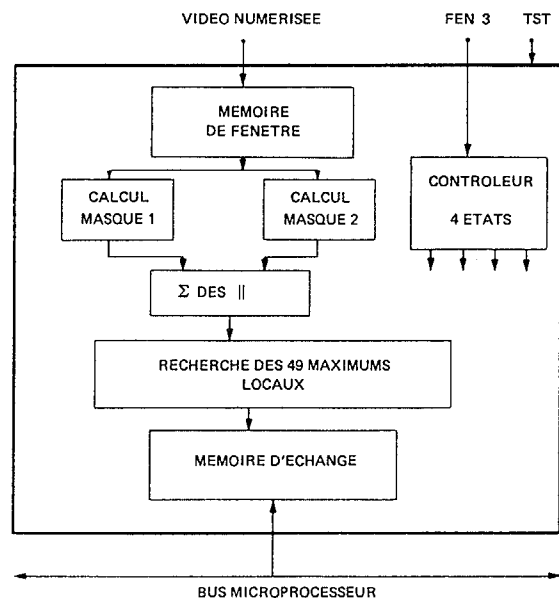 VIDEO NUMERISEE
FEN 3
TST
MEMOIRE
DE FENETRE
CALCUL
MASQUE 1
CALCUL
MASQUE 2
CONTROLEUR
4 ETATS
Σ DES ||
RECHERCHE DES 49 MAXIMUMS
LOCAUX
MEMOIRE D'ECHANGE
BUS MICROPROCESSEUR